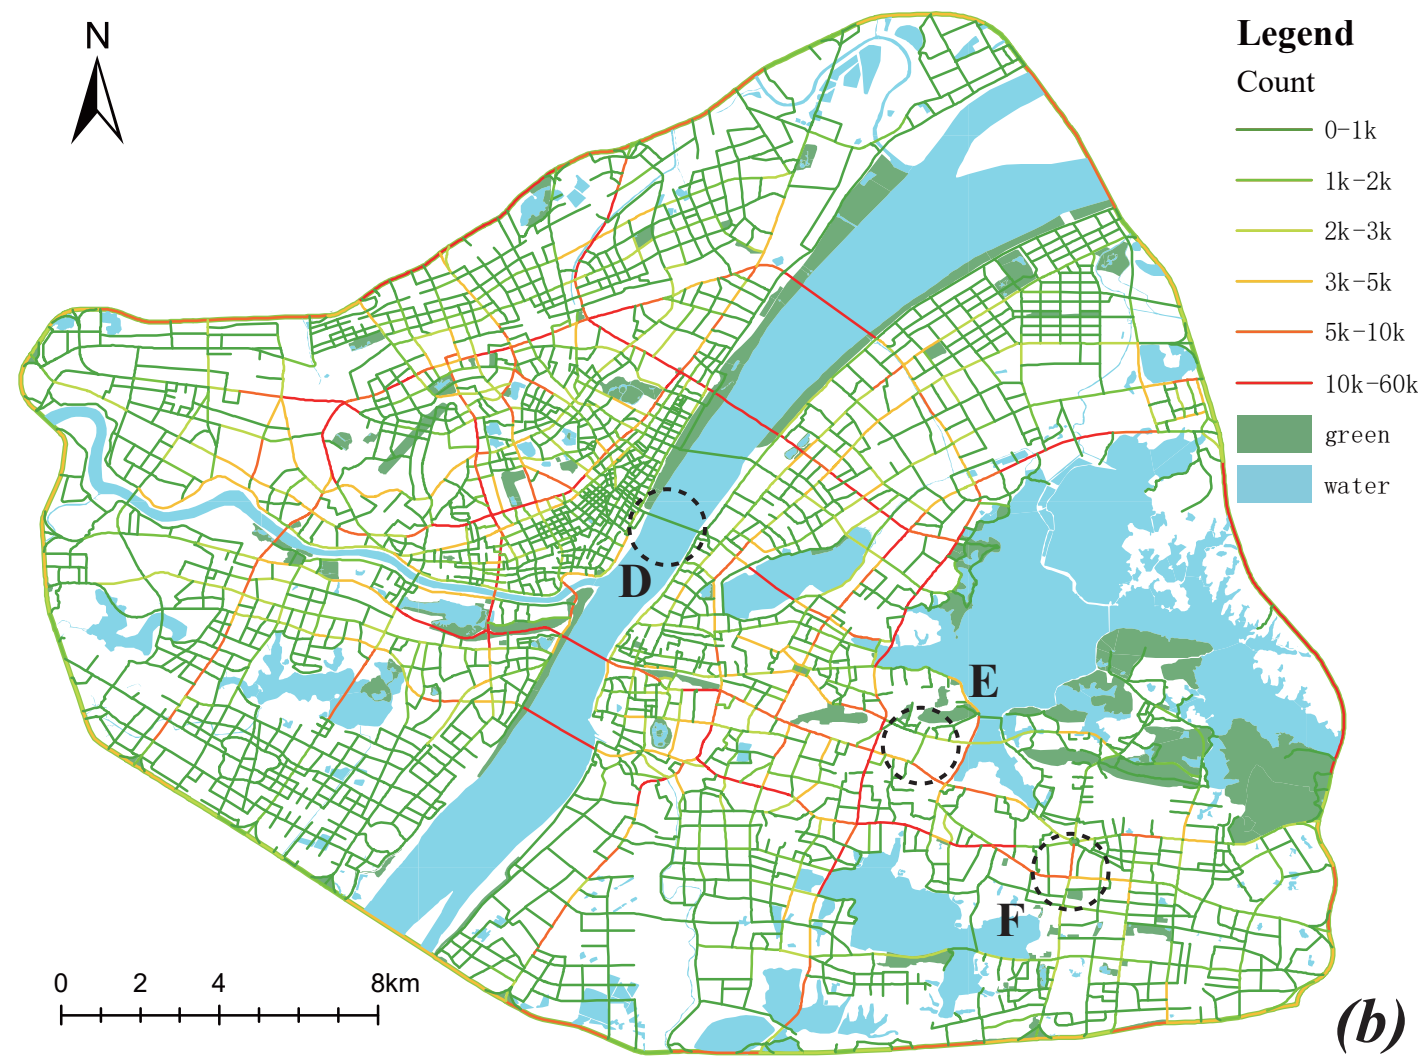 N
Legend
Count
0-1k
1k-2k
2k-3k
3k-5k
5k-10k
10k-60k
green
water
D
E
F
0 2 4 8km
(b)